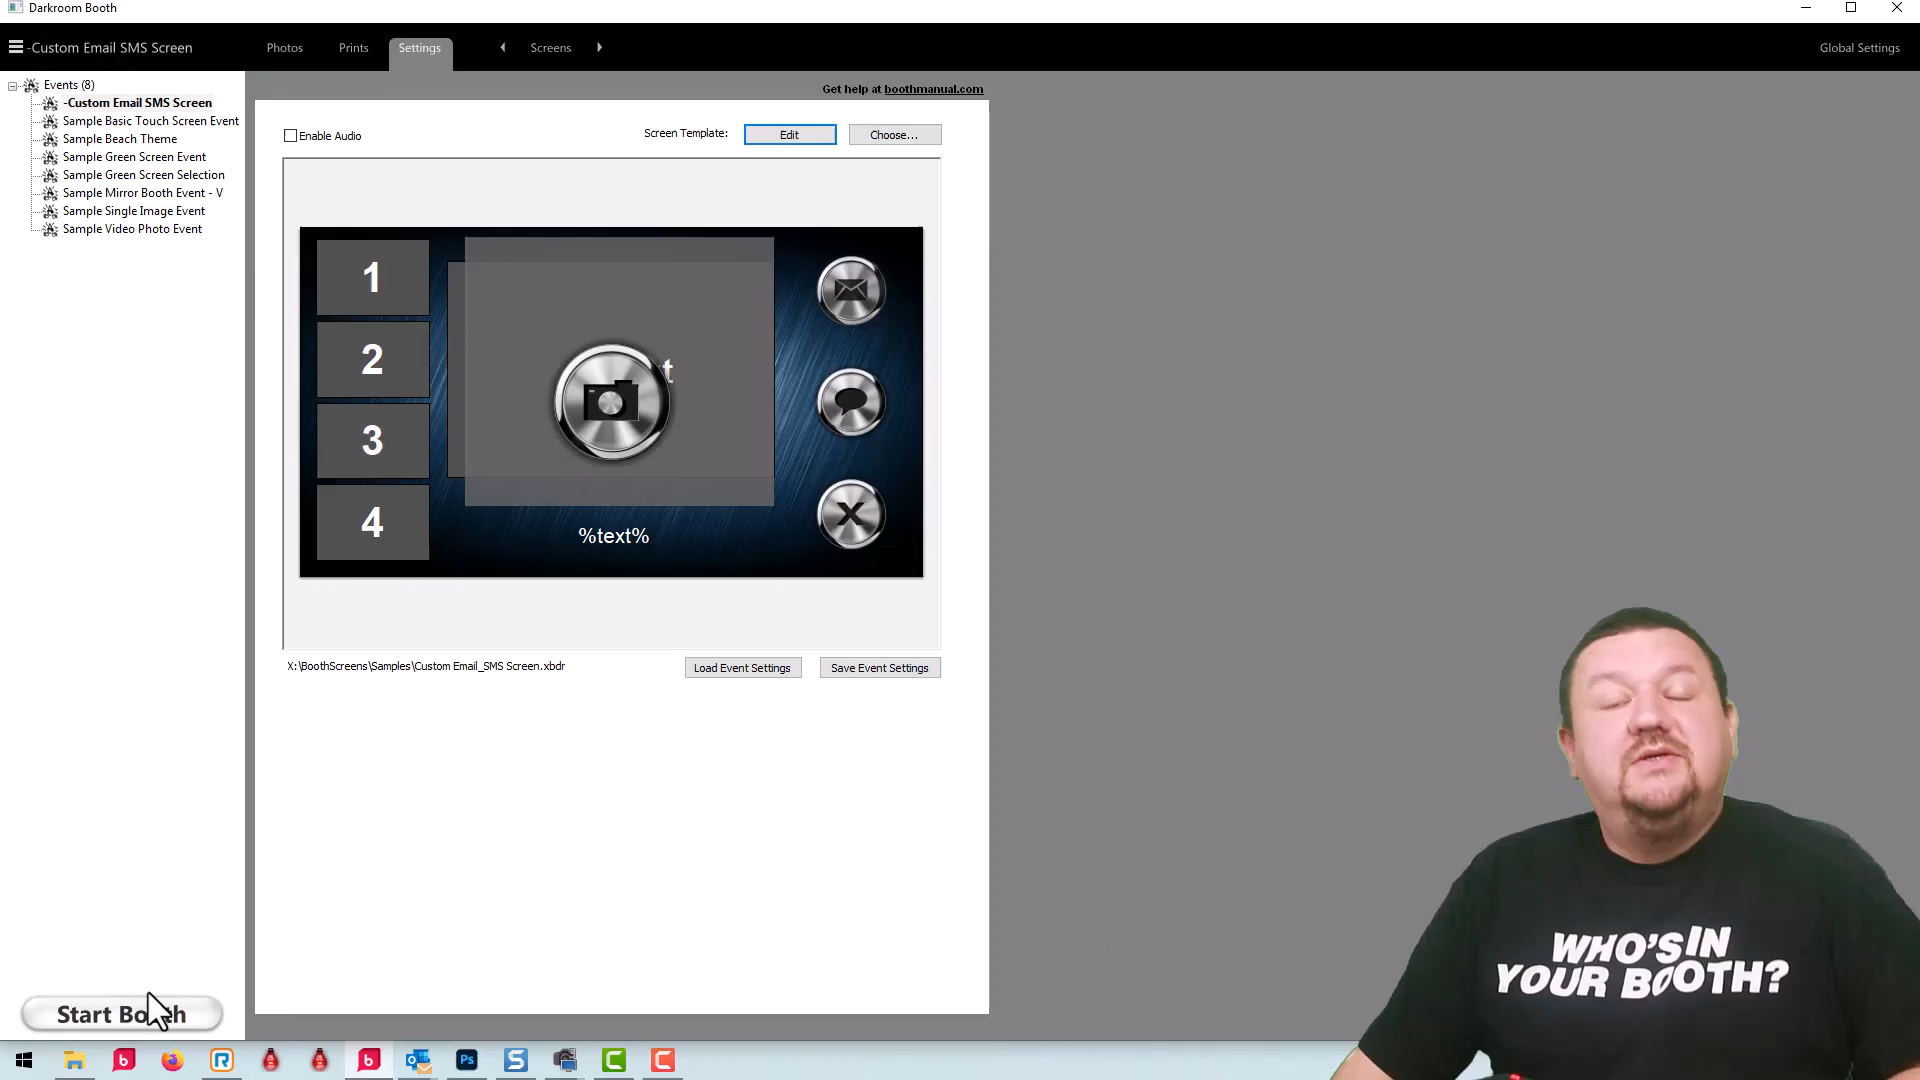 Darkroom Booth
-Custom Email SMS Screen
Photos
Prints
Settings
Screens
Global Settings
Events (8)
-Custom Email SMS Screen
Sample Basic Touch Screen Event
Sample Beach Theme
Sample Green Screen Event
Sample Green Screen Selection
Sample Mirror Booth Event - V
Sample Single Image Event
Sample Video Photo Event
Get help at boothmanual.com
Enable Audio
Screen Template:
Edit
Choose...
1
2
3
4
t
%text%
X:\BoothScreens\Samples\Custom Email_SMS Screen.xbdr
Load Event Settings
Save Event Settings
WHO'S IN
YOUR BOOTH?
Start Booth
b
R
b
Ps
S
C
C